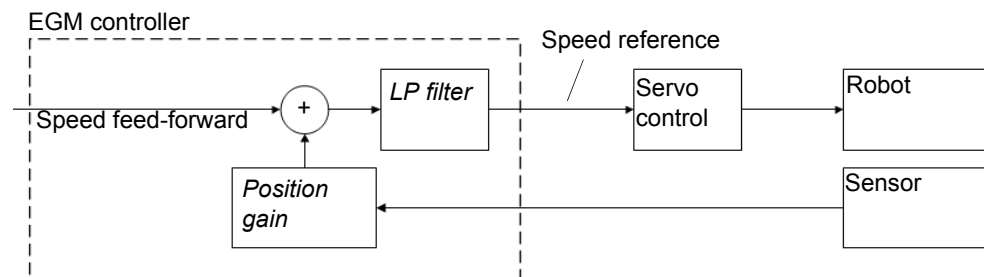 EGM controller
Speed reference
LP filter
Servo
control
Robot
+
Speed feed-forward
Position
gain
Sensor